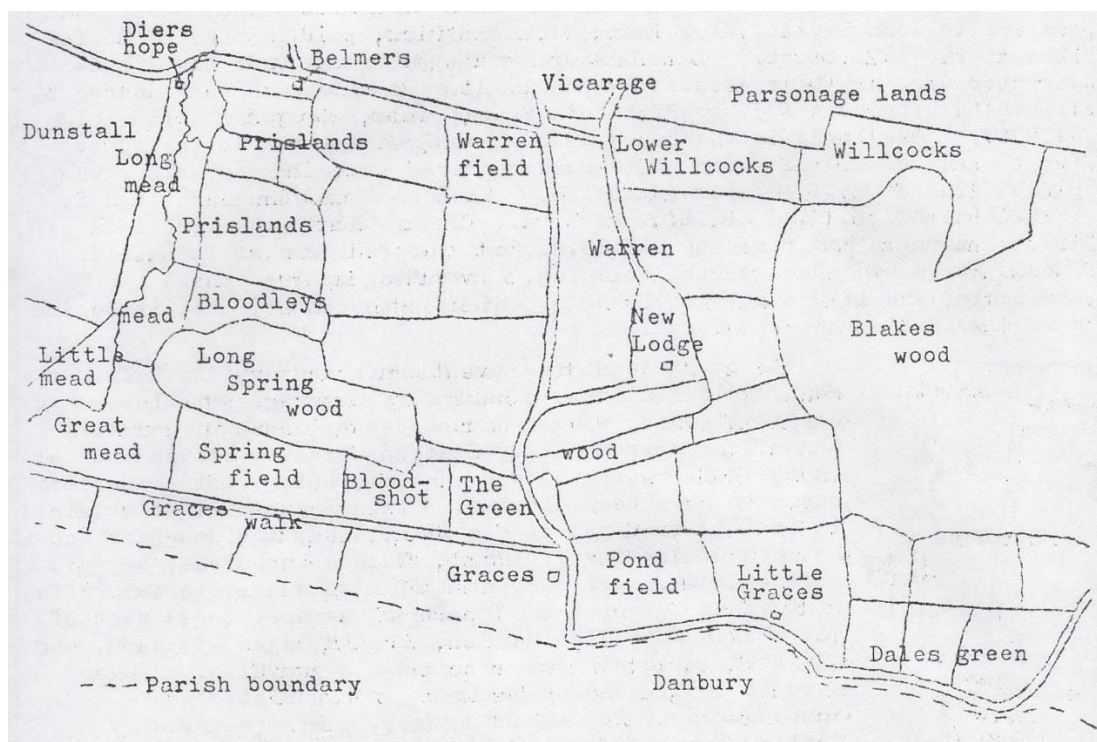 Diers
hope
Belmers
Vicarage
Parsonage lands
Dunstall
Long
mead
Prislands
Warren
field
Lower
Willcocks
Willcocks
Prislands
Warren
Bloodleys
mead
New
Lodge
Blakes
wood
Little
mead
Long
Spring
wood
Great
mead
Spring
field
Blood-
shot
The
Green
wood
Graces
walk
Graces
Pond
field
Little
Graces
Dales green
--- Parish boundary
Danbury